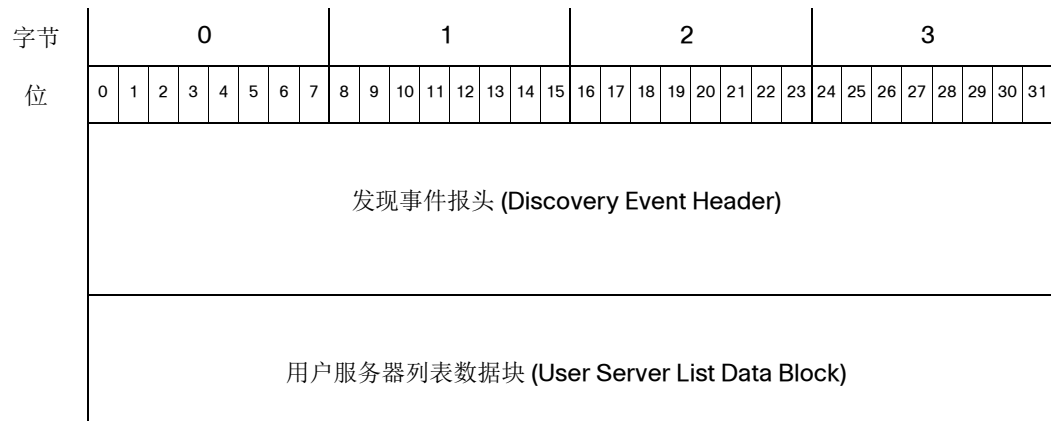 字节 0 1 2 3
位 0 1 2 3 4 5 6 7 8 9 10 11 12 13 14 15 16 17 18 19 20 21 22 23 24 25 26 27 28 29 30 31
发现事件报头 (Discovery Event Header)
用户服务器列表数据块 (User Server List Data Block)